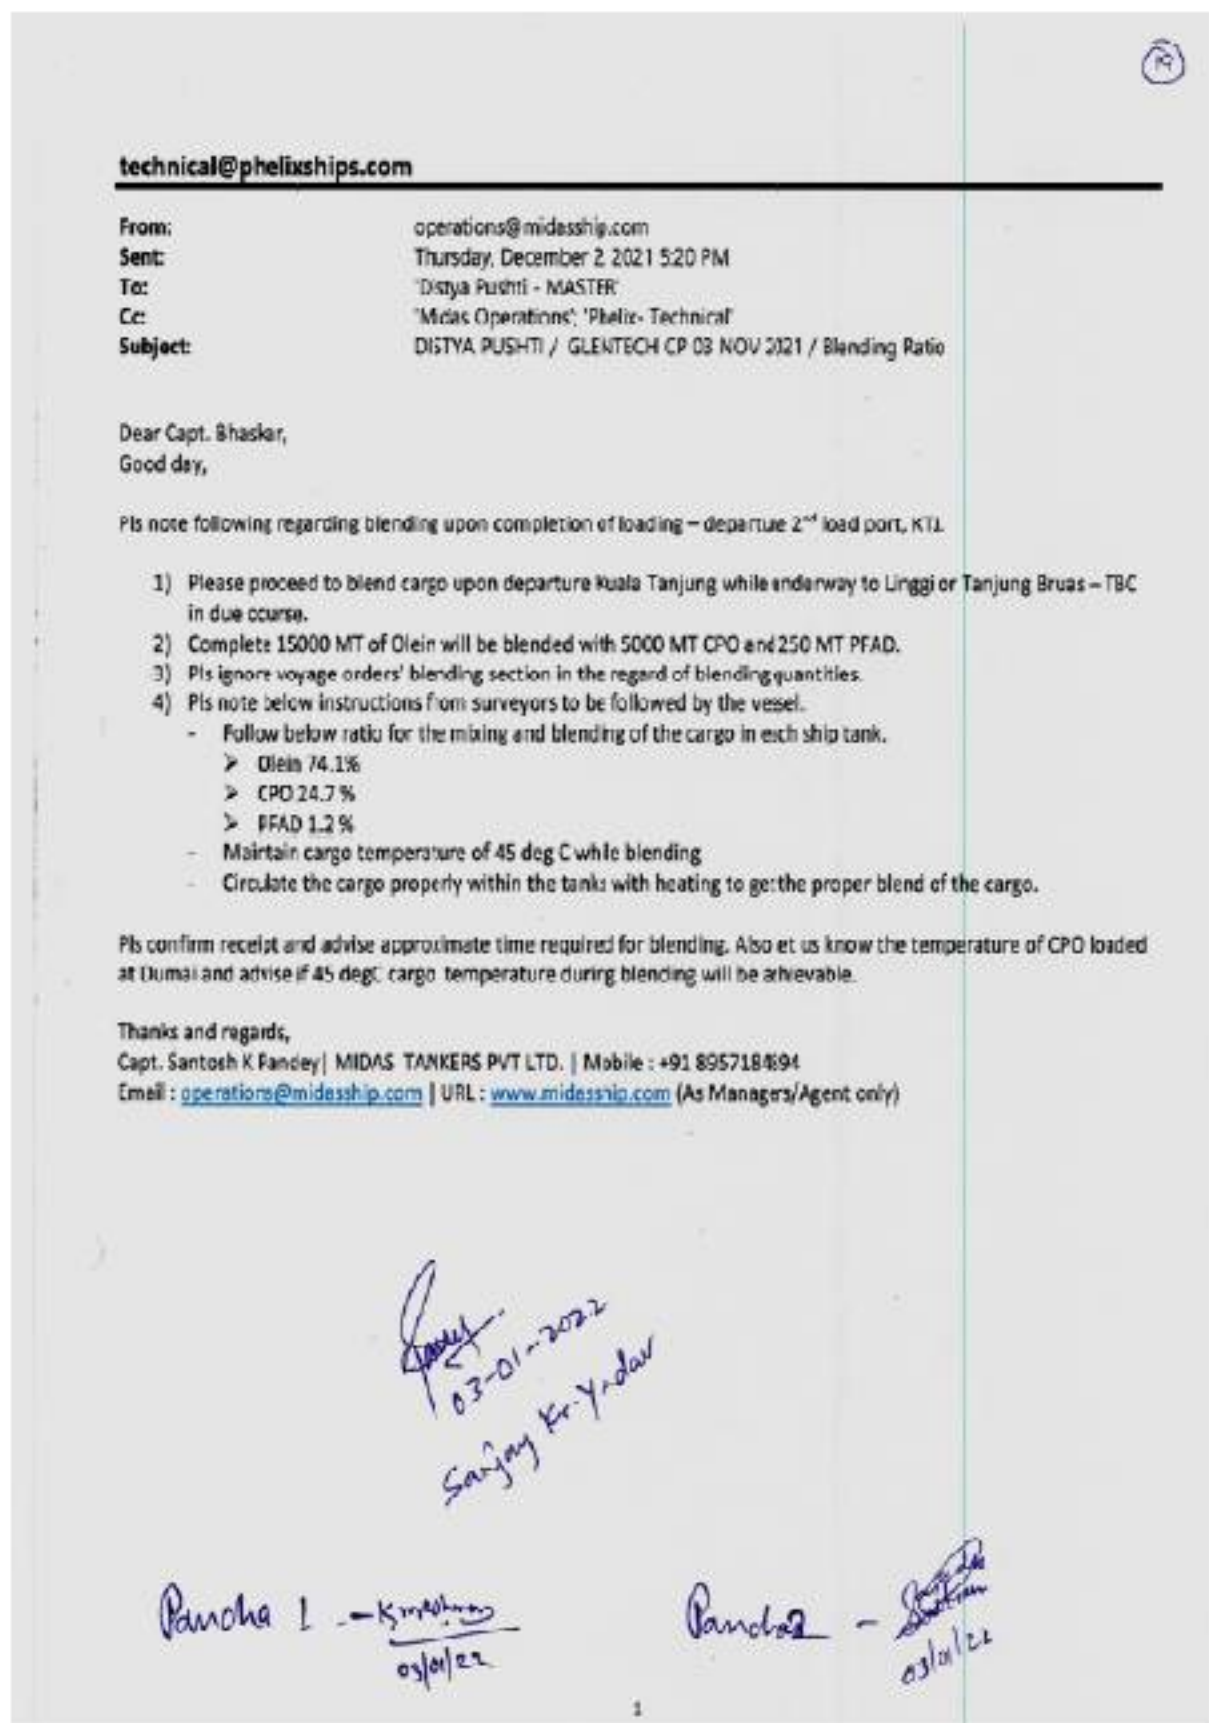 19
technical@phelixships.com
From: operations@midasship.com
Sent: Thursday, December 2, 2021 5:20 PM
To: 'Distya Pushti - MASTER'
Cc: 'Midas Operations'; 'Phelix- Technical'
Subject: DISTYA PUSHTI / GLENTECH CP 03 NOV 2021 / Blending Ratio
Dear Capt. Bhaskar,
Good day,
Pls note following regarding blending upon completion of loading – departure 2nd load port, KTJ.
1) Please proceed to blend cargo upon departure Kuala Tanjung while enderway to Linggi or Tanjung Bruas – TBC
in due course.
2) Complete 15000 MT of Olein will be blended with 5000 MT CPO and 250 MT PFAD.
3) Pls ignore voyage orders' blending section in the regard of blending quantities.
4) Pls note below instructions from surveyors to be followed by the vessel.
- Follow below ratio for the mixing and blending of the cargo in each ship tank.
➢ Olein 74.1%
➢ CPO 24.7 %
➢ PFAD 1.2 %
- Maintain cargo temperature of 45 deg C while blending
- Circulate the cargo properly within the tanks with heating to get the proper blend of the cargo.
Pls confirm receipt and advise approximate time required for blending. Also let us know the temperature of CPO loaded
at Dumai and advise if 45 degC cargo temperature during blending will be achievable.
Thanks and regards,
Capt. Santosh K Pandey| MIDAS TANKERS PVT LTD. | Mobile : +91 8957184894
Email : operations@midasship.com | URL : www.midasship.com (As Managers/Agent only)
03-01-2022
Sanjay Kr. Yadav
Pancha 1 -
03/01/22
Pancha 2 -
03/01/22
1